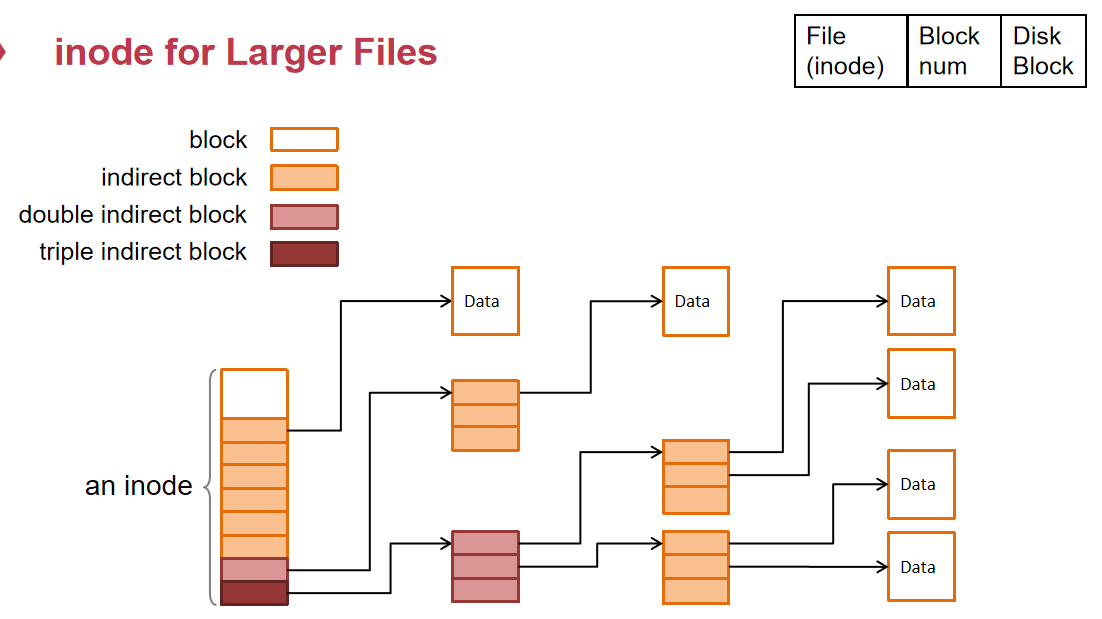 inode for Larger Files
File
(inode)
Block
num
Disk
Block
block
indirect block
double indirect block
triple indirect block
Data
Data
Data
Data
an inode
Data
Data